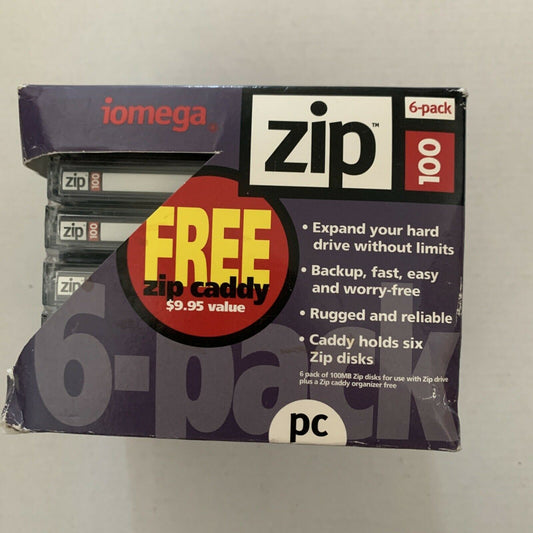 iomega
zip™
6-pack
100
zip 100
zip 100
zip
FREE
zip caddy
$9.95 value
• Expand your hard
drive without limits
• Backup, fast, easy
and worry-free
• Rugged and reliable
• Caddy holds six
Zip disks
6 pack of 100MB Zip disks for use with Zip drive
plus a Zip caddy organizer free
6-pack
pc